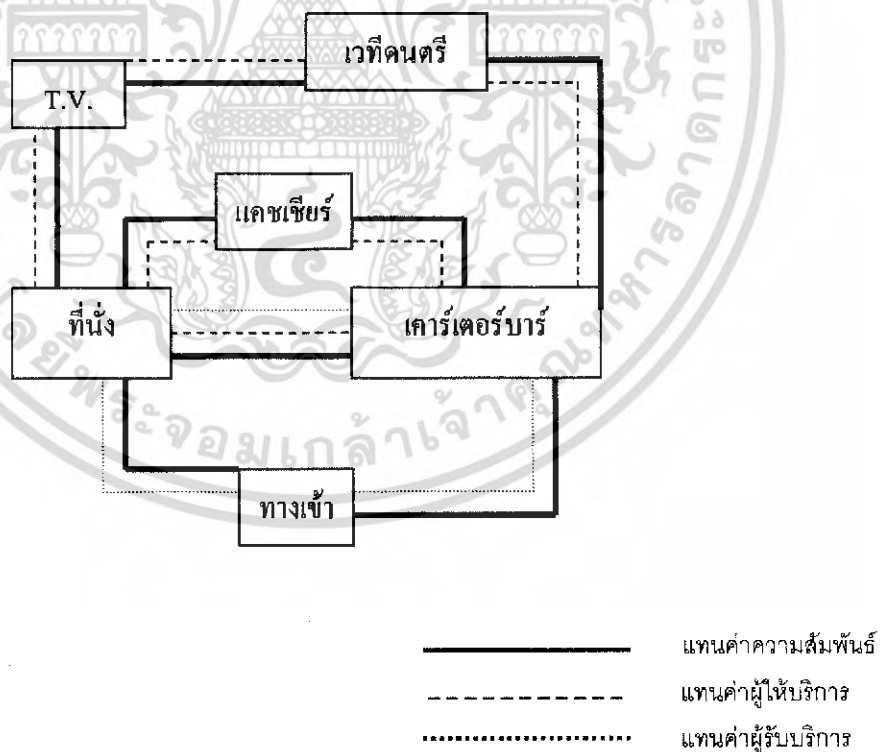 เวทีดนตรี
T.V.
แคชเชียร์
ที่นั่ง
เคาร์เตอร์บาร์
ทางเข้า
แทนค่าความสัมพันธ์
แทนค่าผู้ให้บริการ
แทนค่าผู้รับบริการ